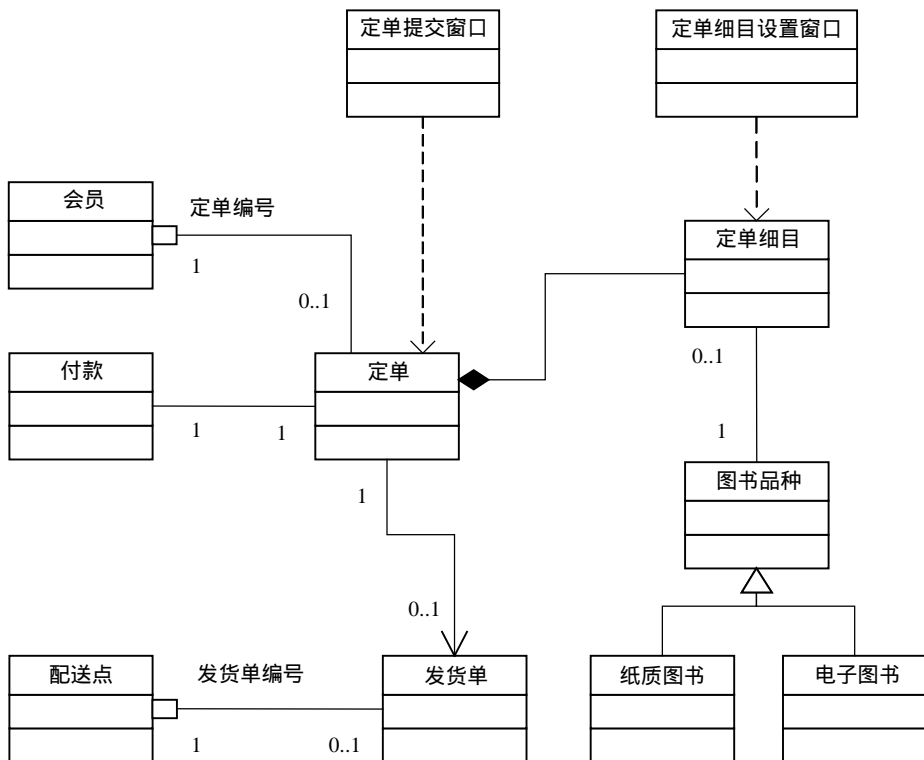 定单提交窗口
定单细目设置窗口
会员
定单编号
定单细目
1
0..1
0..1
付款
定单
1
1
1
图书品种
1
0..1
配送点
发货单编号
发货单
纸质图书
电子图书
1
0..1